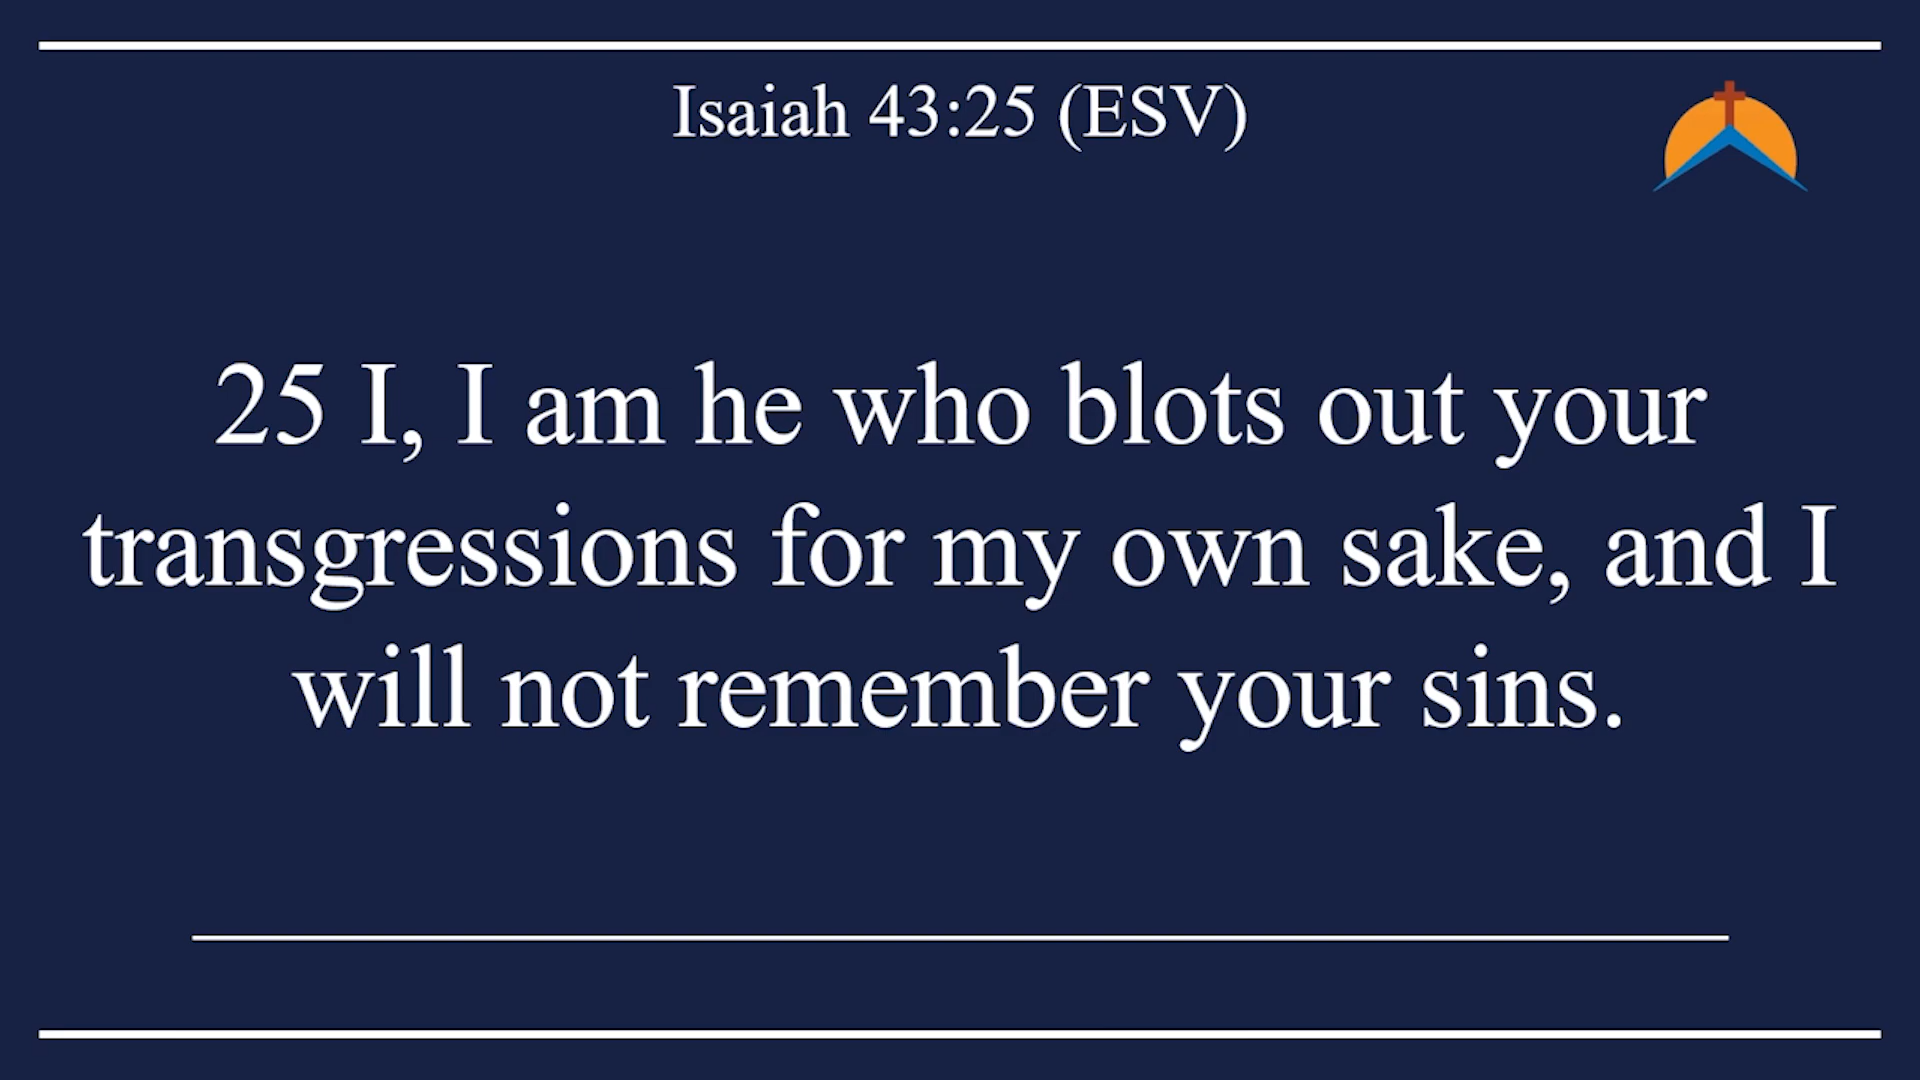 Isaiah 43:25 (ESV)
25 I, I am he who blots out your
transgressions for my own sake, and I
will not remember your sins.